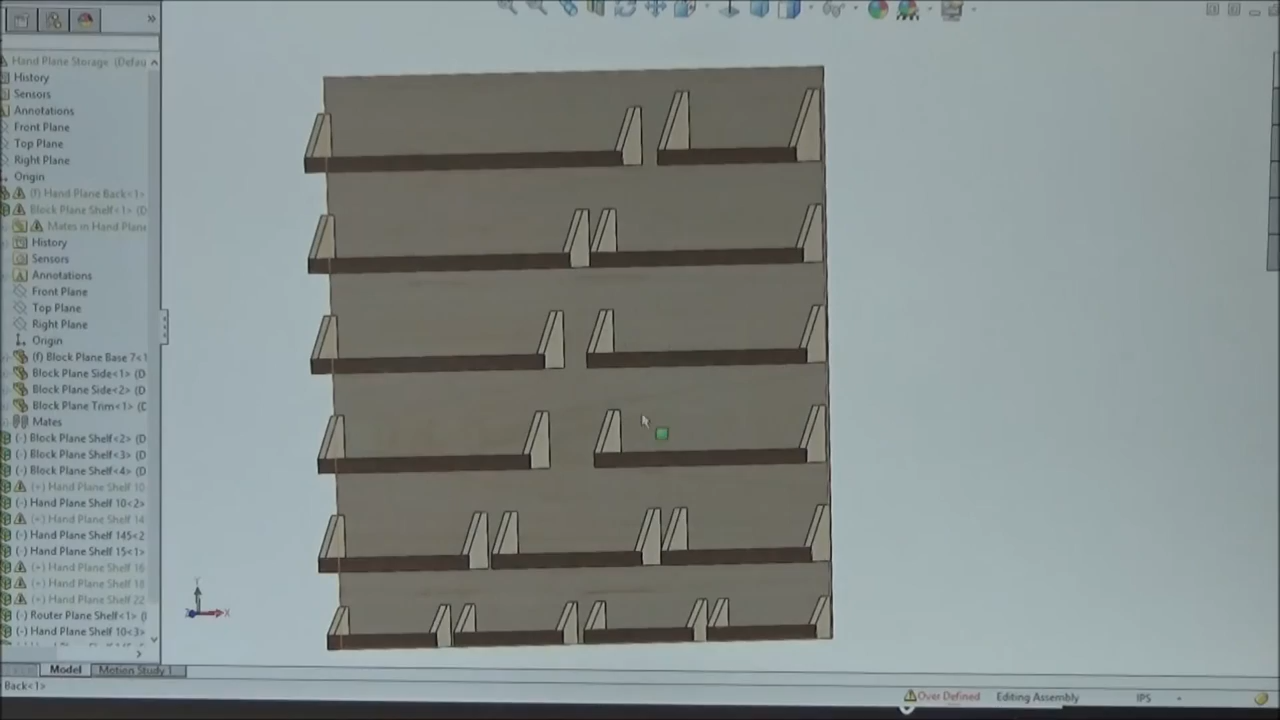 »
Hand Plane Storage (Defau
History
Sensors
Annotations
Front Plane
Top Plane
Right Plane
Origin
(f) Hand Plane Back<1>
Block Plane Shelf<1> (D
Mates in Hand Plane
History
Sensors
Annotations
Front Plane
Top Plane
Right Plane
Origin
(f) Block Plane Base 7<1
Block Plane Side<1> (D
Block Plane Side<2> (D
Block Plane Trim<1> (D
Mates
(-) Block Plane Shelf<2> (D
(-) Block Plane Shelf<3> (D
(-) Block Plane Shelf<4> (D
(+) Hand Plane Shelf 10
(-) Hand Plane Shelf 10<2>
(+) Hand Plane Shelf 14
(-) Hand Plane Shelf 145<2
(-) Hand Plane Shelf 15<1>
(+) Hand Plane Shelf 16
(+) Hand Plane Shelf 18
(+) Hand Plane Shelf 22
(-) Router Plane Shelf<1>
(-) Hand Plane Shelf 10<3>
Model Motion Study 1
Back<1>
Over Defined Editing Assembly IPS